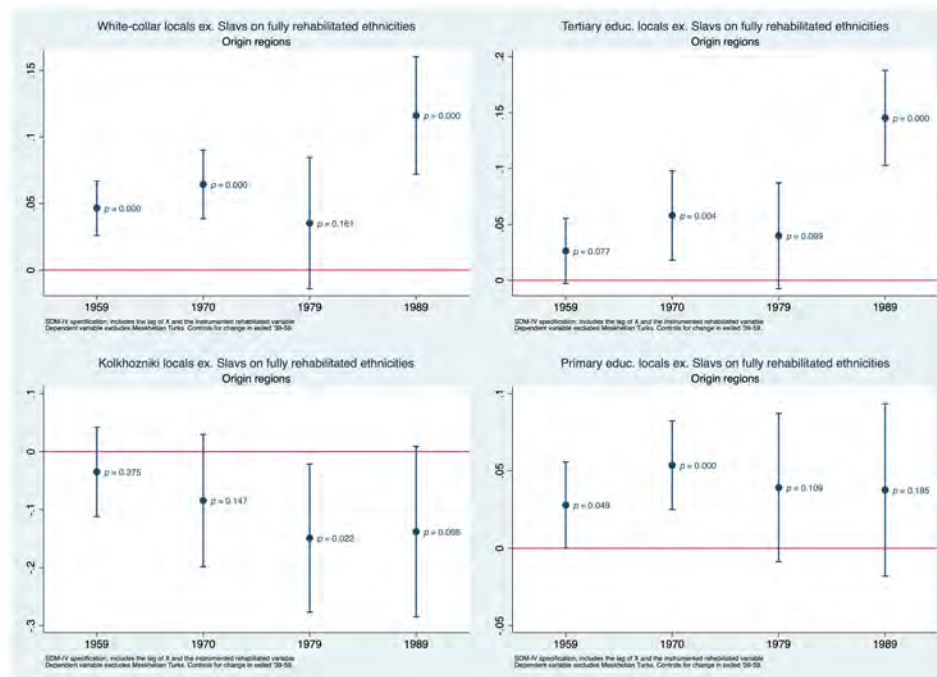 White-collar locals ex. Slavs on fully rehabilitated ethnicities
Origin regions
.15
.1
.05
0
p = 0.000
p = 0.000
p = 0.161
p = 0.000
1959 1970 1979 1989
SDM-IV specification; includes the lag of X and the instrumented rehabilitated variable
Dependent variable excludes Meskhetian Turks. Controls for change in exiled '39-59.
Tertiary educ. locals ex. Slavs on fully rehabilitated ethnicities
Origin regions
.2
.15
.1
.05
0
p = 0.077
p = 0.004
p = 0.099
p = 0.000
1959 1970 1979 1989
SDM-IV specification; includes the lag of X and the instrumented rehabilitated variable
Dependent variable excludes Meskhetian Turks. Controls for change in exiled '39-59.
Kolkhozniki locals ex. Slavs on fully rehabilitated ethnicities
Origin regions
.1
0
-.1
-.2
-.3
p = 0.375
p = 0.147
p = 0.022
p = 0.066
1959 1970 1979 1989
SDM-IV specification; includes the lag of X and the instrumented rehabilitated variable
Dependent variable excludes Meskhetian Turks. Controls for change in exiled '39-59.
Primary educ. locals ex. Slavs on fully rehabilitated ethnicities
Origin regions
.1
.05
0
-.05
p = 0.049
p = 0.000
p = 0.109
p = 0.185
1959 1970 1979 1989
SDM-IV specification; includes the lag of X and the instrumented rehabilitated variable
Dependent variable excludes Meskhetian Turks. Controls for change in exiled '39-59.